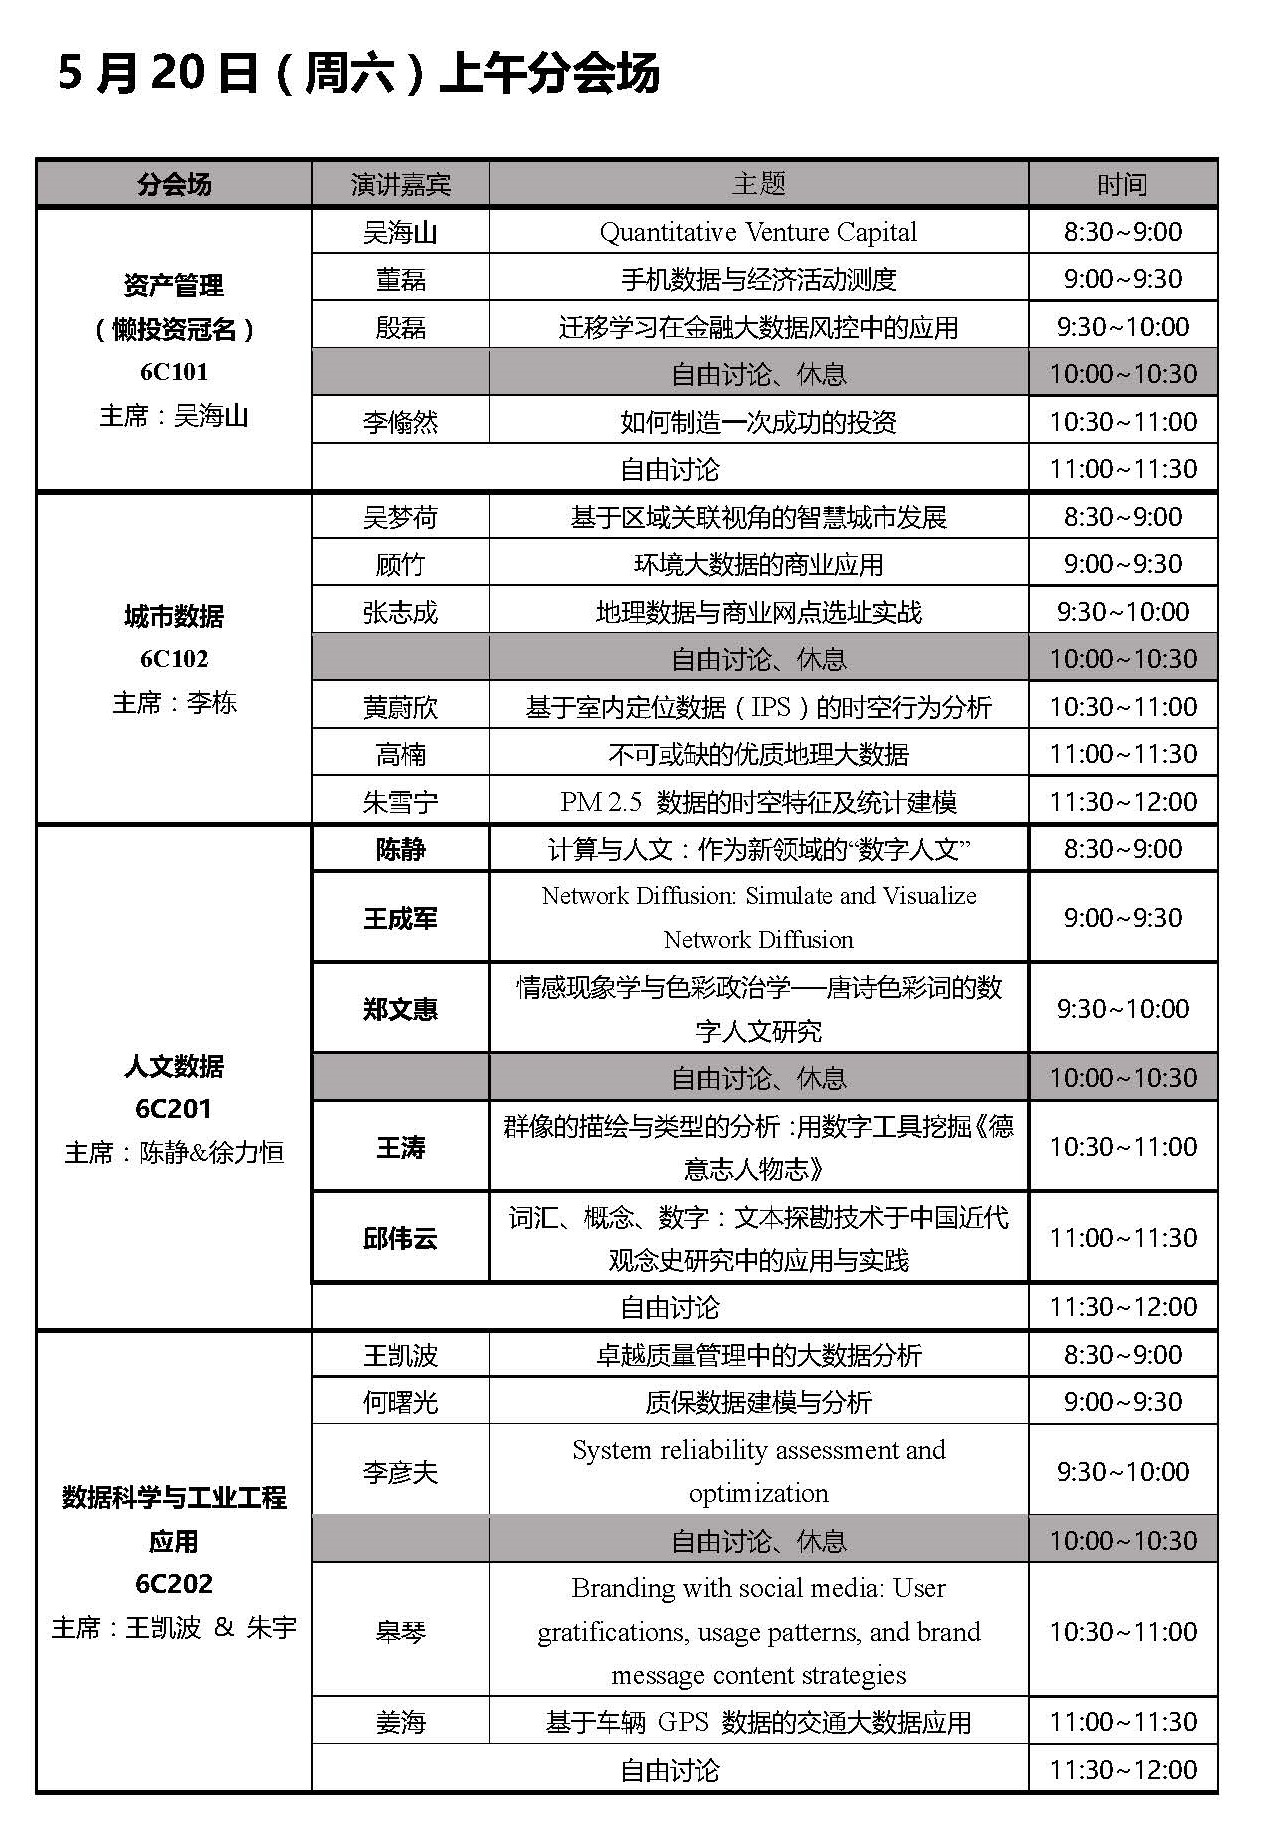 5 月 20 日（周六）上午分会场
分会场 演讲嘉宾 主题 时间
资产管理
（懒投资冠名）
6C101
主席：吴海山
吴海山 Quantitative Venture Capital 8:30~9:00
董磊 手机数据与经济活动测度 9:00~9:30
殷磊 迁移学习在金融大数据风控中的应用 9:30~10:00
自由讨论、休息 10:00~10:30
李翛然 如何制造一次成功的投资 10:30~11:00
自由讨论 11:00~11:30
城市数据
6C102
主席：李栋
吴梦荷 基于区域关联视角的智慧城市发展 8:30~9:00
顾竹 环境大数据的商业应用 9:00~9:30
张志成 地理数据与商业网点选址实战 9:30~10:00
自由讨论、休息 10:00~10:30
黄蔚欣 基于室内定位数据（IPS）的时空行为分析 10:30~11:00
高楠 不可或缺的优质地理大数据 11:00~11:30
朱雪宁 PM 2.5 数据的时空特征及统计建模 11:30~12:00
人文数据
6C201
主席：陈静&徐力恒
陈静 计算与人文：作为新领域的“数字人文” 8:30~9:00
王成军 Network Diffusion: Simulate and Visualize
Network Diffusion 9:00~9:30
郑文惠 情感现象学与色彩政治学──唐诗色彩词的数
字人文研究 9:30~10:00
自由讨论、休息 10:00~10:30
王涛 群像的描绘与类型的分析：用数字工具挖掘《德
意志人物志》 10:30~11:00
邱伟云 词汇、概念、数字：文本探勘技术于中国近代
观念史研究中的应用与实践 11:00~11:30
自由讨论 11:30~12:00
数据科学与工业工程
应用
6C202
主席：王凯波 & 朱宇
王凯波 卓越质量管理中的大数据分析 8:30~9:00
何曙光 质保数据建模与分析 9:00~9:30
李彦夫 System reliability assessment and
optimization 9:30~10:00
自由讨论、休息 10:00~10:30
皋琴 Branding with social media: User
gratifications, usage patterns, and brand
message content strategies 10:30~11:00
姜海 基于车辆 GPS 数据的交通大数据应用 11:00~11:30
自由讨论 11:30~12:00